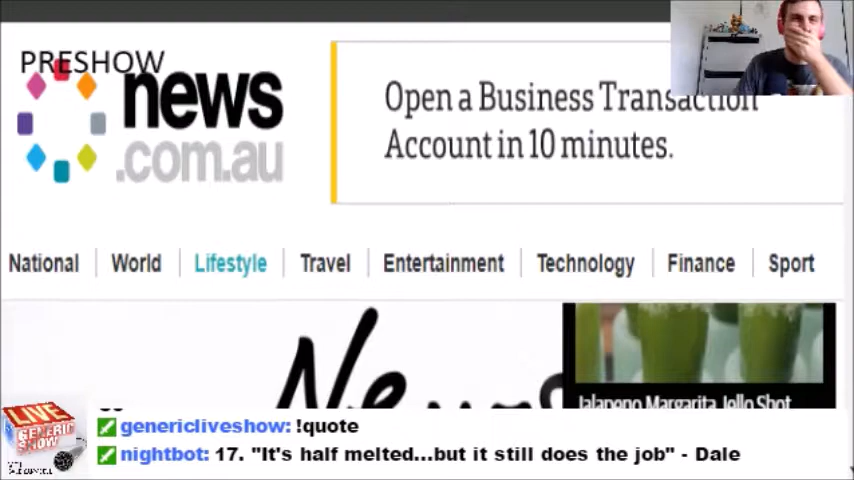 PRESHOW
news
.com.au
Open a Business Transaction
Account in 10 minutes.
National World Lifestyle Travel Entertainment Technology Finance Sport
Jalapeno Margarita Jello Shot
LIVE
GENERIC
SHOW
genericliveshow: !quote
nightbot: 17. "It's half melted...but it still does the job" - Dale